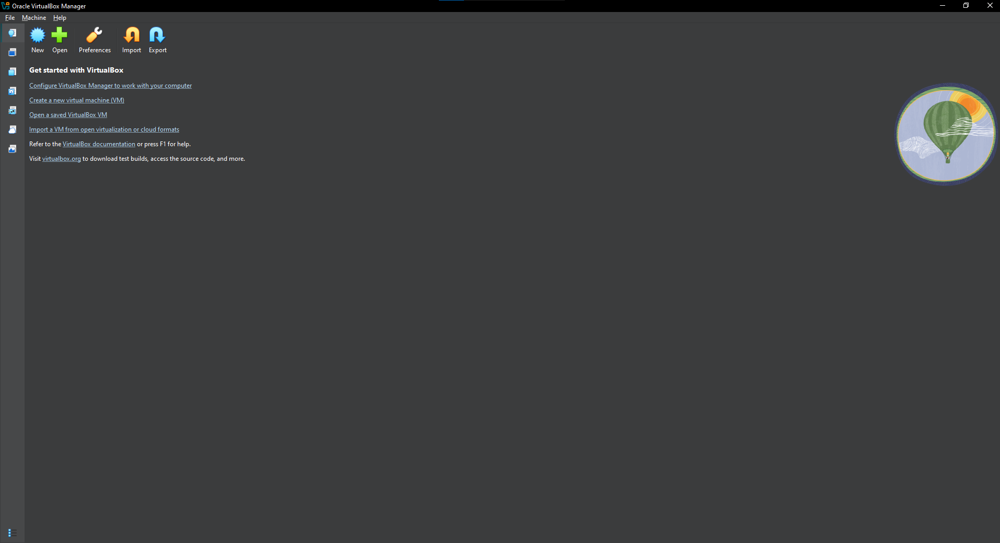 Oracle VirtualBox Manager
File Machine Help
New Open Preferences Import Export
Get started with VirtualBox
Configure VirtualBox Manager to work with your computer
Create a new virtual machine (VM)
Open a saved VirtualBox VM
Import a VM from open virtualization or cloud formats
Refer to the VirtualBox documentation or press F1 for help.
Visit virtualbox.org to download test builds, access the source code, and more.